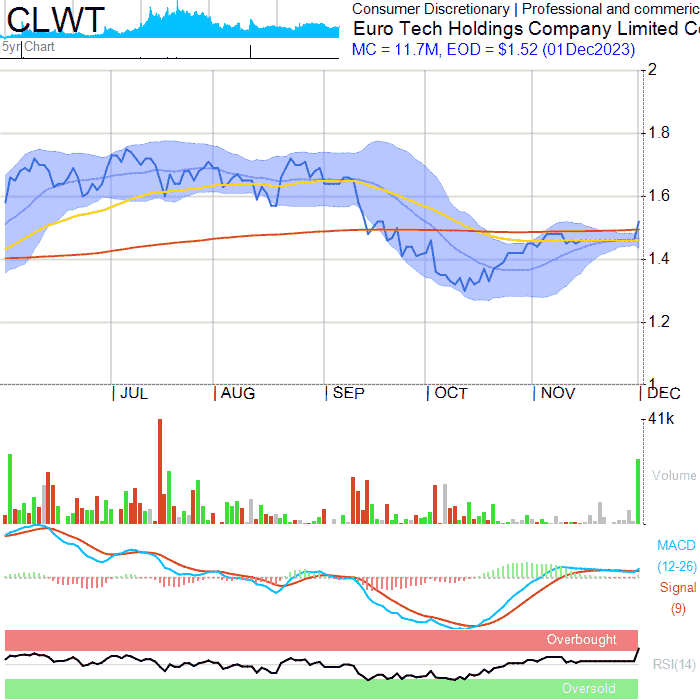 CLWT
5yr Chart
Consumer Discretionary | Professional and commeric
Euro Tech Holdings Company Limited Co
MC = 11.7M, EOD = $1.52 (01Dec2023)
2
1.8
1.6
1.4
1.2
1
JUL AUG SEP OCT NOV DEC
41k
Volume
MACD
(12-26)
Signal
(9)
Overbought
RSI(14)
Oversold